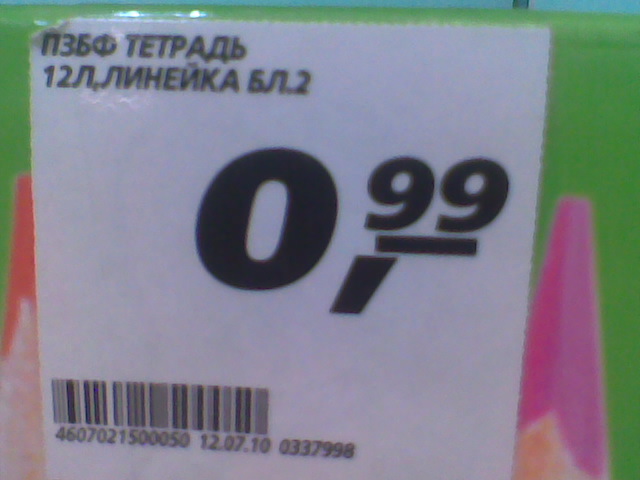 ПЗБФ ТЕТРАДЬ
12Л,ЛИНЕЙКА БЛ.2
0,99
4607021500050 12.07.10 0337998